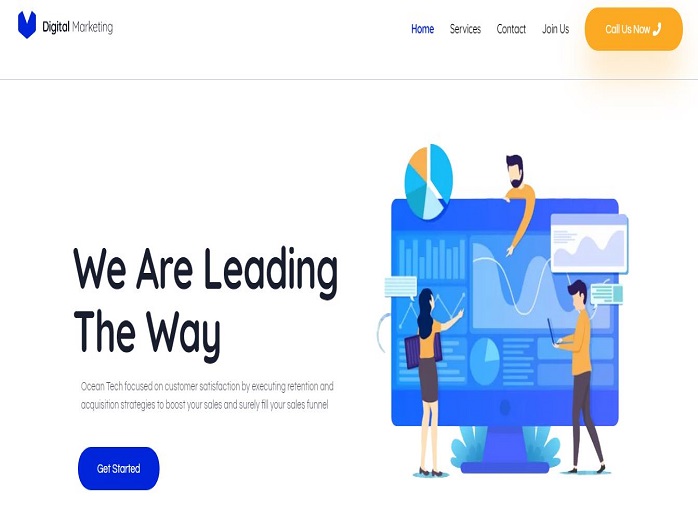 Digital Marketing
Home Services Contact Join Us Call Us Now
We Are Leading
The Way
Ocean Tech focused on customer satisfaction by executing retention and
acquisition strategies to boost your sales and surely fill your sales funnel
Get Started